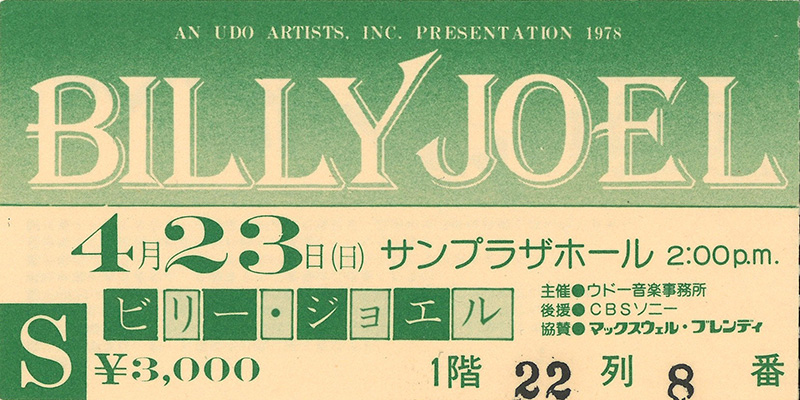 AN UDO ARTISTS, INC. PRESENTATION 1978
BILLY JOEL
4月23日(日) サンプラザホール 2:00p.m.
ビリー・ジョエル
主催●ウドー音楽事務所
後援●CBSソニー
協賛●マックスウェル・ブレンディ
S ¥3,000 1階 22 列 8 番